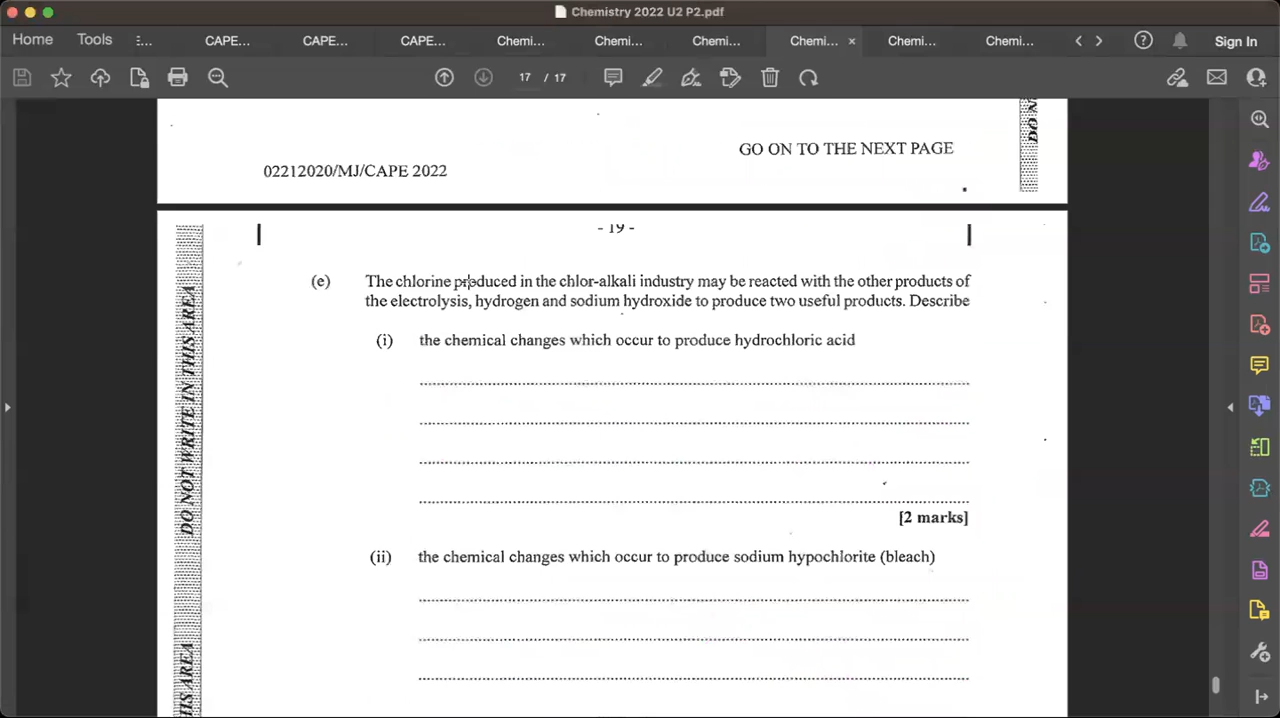 Chemistry 2022 U2 P2.pdf
Home Tools ⋮... CAPE... CAPE... CAPE... Chemi... Chemi... Chemi... Chemi... × Chemi... Chemi... Sign In
17 / 17
GO ON TO THE NEXT PAGE
02212020/MJ/CAPE 2022
DO N
- 19 -
(e) The chlorine produced in the chlor-alkali industry may be reacted with the other products of
the electrolysis, hydrogen and sodium hydroxide to produce two useful products. Describe
(i) the chemical changes which occur to produce hydrochloric acid
[2 marks]
(ii) the chemical changes which occur to produce sodium hypochlorite (bleach)
DO NOT WRITE IN THIS AREA
HIS AREA